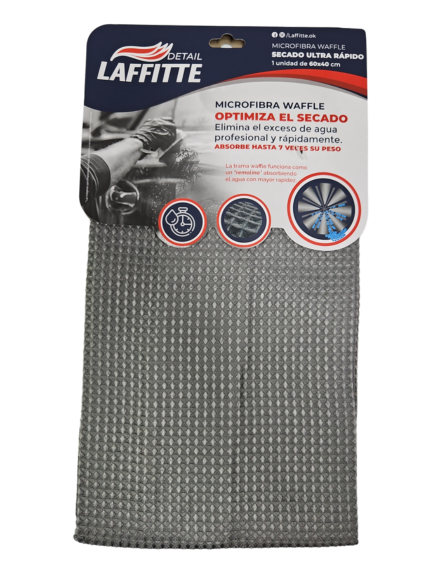 /Laffitte.ok
DETAIL
LAFFITTE
MICROFIBRA WAFFLE
SECADO ULTRA RÁPIDO
1 unidad de 60x40 cm
MICROFIBRA WAFFLE
OPTIMIZA EL SECADO
Elimina el exceso de agua
profesional y rápidamente.
ABSORBE HASTA 7 VECES SU PESO
La trama waffle funciona como
un "remolino" absorbiendo
el agua con mayor rapidez.